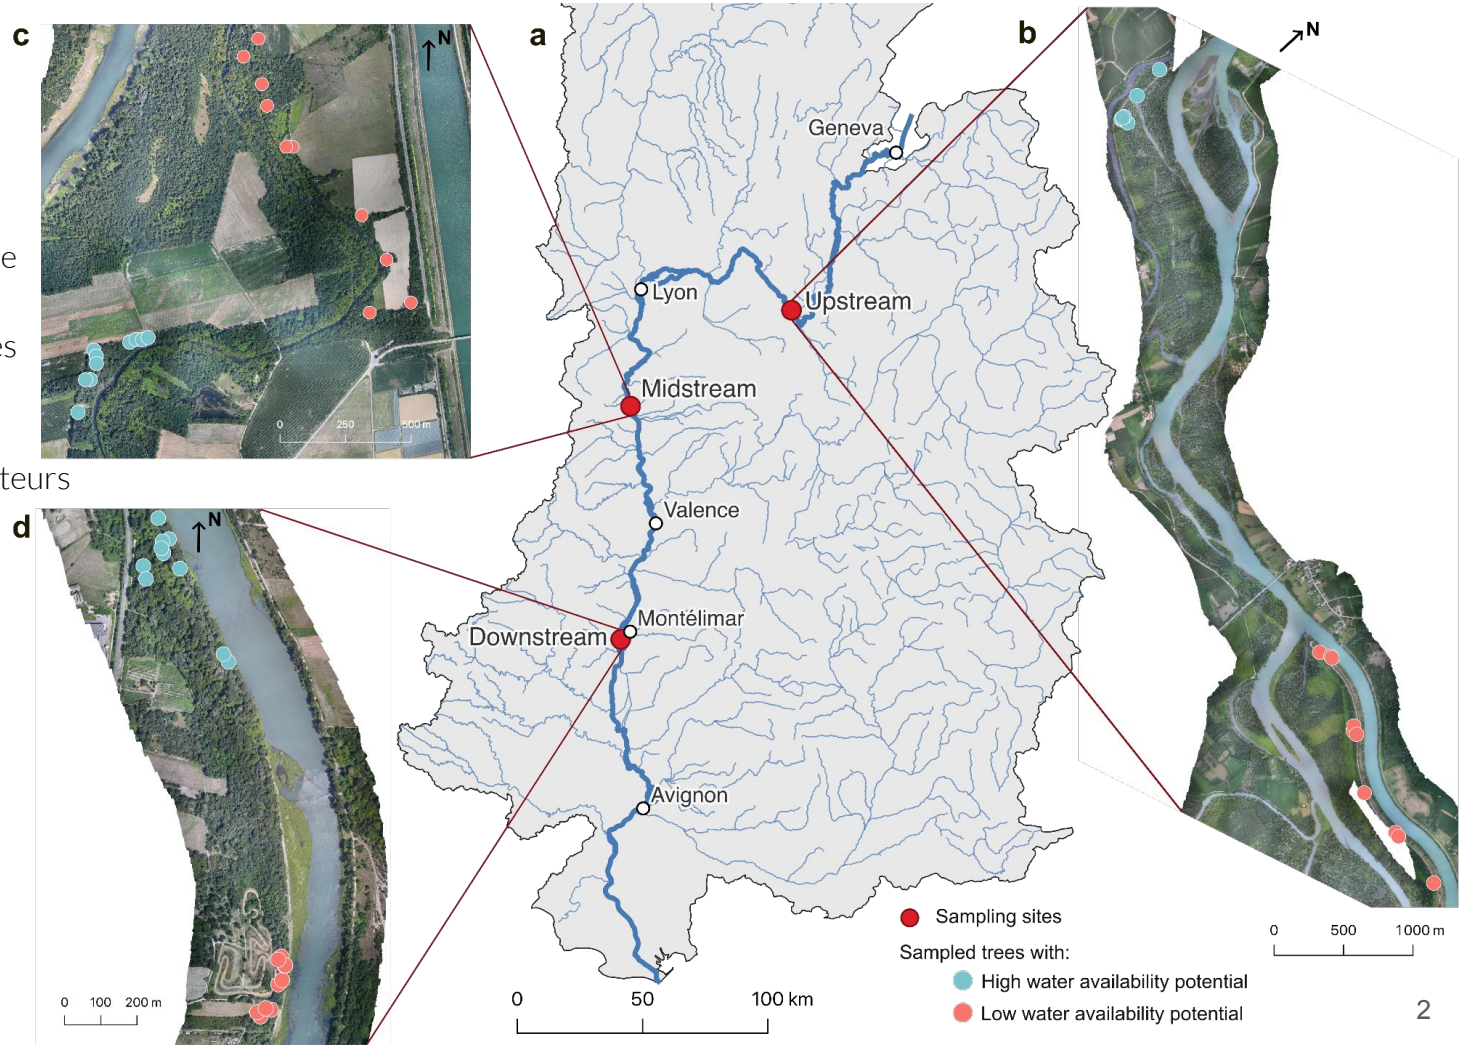 c
N
a
b
N
Geneva
e
Lyon
Upstream
es
Midstream
0 250 500 m
teurs
d
N
Valence
Montélimar
Downstream
Avignon
Sampling sites
Sampled trees with:
High water availability potential
Low water availability potential
0 500 1000 m
0 100 200 m
0 50 100 km
2